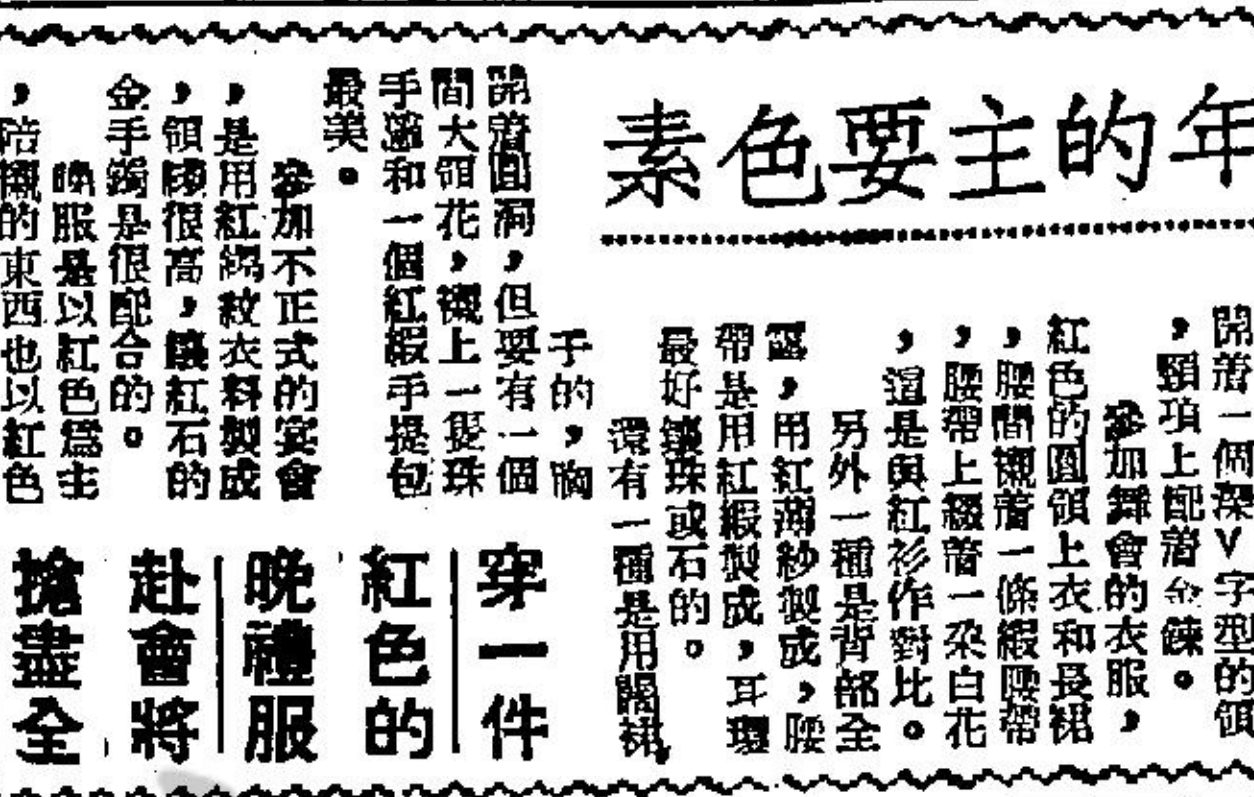 年的主要色素
開着一個深V字型的領
，頸項上配着金鍊。
參加舞會的衣服，
紅色的圓領上衣和長裙
，腰間襯着一條緞腰帶
，腰帶上綴着一朵白花
，這是與紅衫作對比。
另外一種是背部全
露，用紅薄紗製成，腰
帶是用紅緞製成，耳環
最好鑲珠或石的。
還有一種是用闊裙
手的，胸
開着圓洞，但要有一個
間大領花，襯上一隻珠
手鐲和一個紅緞手提包
最美。
參加不正式的宴會
，是用紅縐紋衣料製成
，領很高，鑲紅石的
金手鐲是很配合的。
晚服是以紅色爲主
，陪襯的東西也以紅色
穿一件
紅色的
晚禮服
赴會將
搶盡全